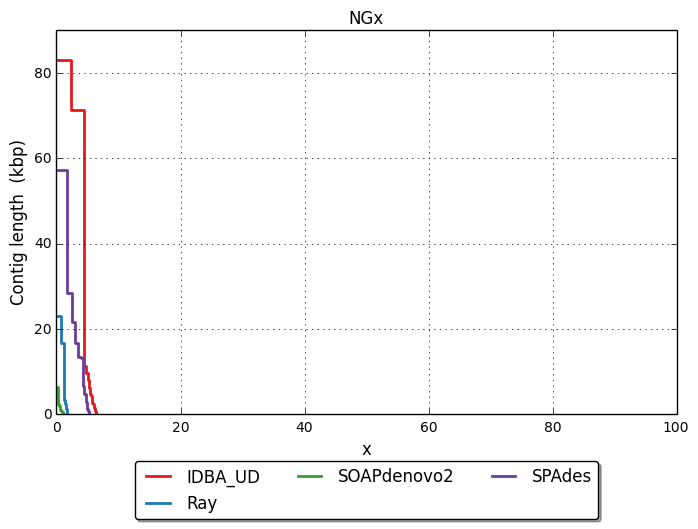 NGx
Contig length (kbp)
80
60
40
20
0
0 20 40 60 80 100
x
IDBA_UD SOAPdenovo2 SPAdes
Ray